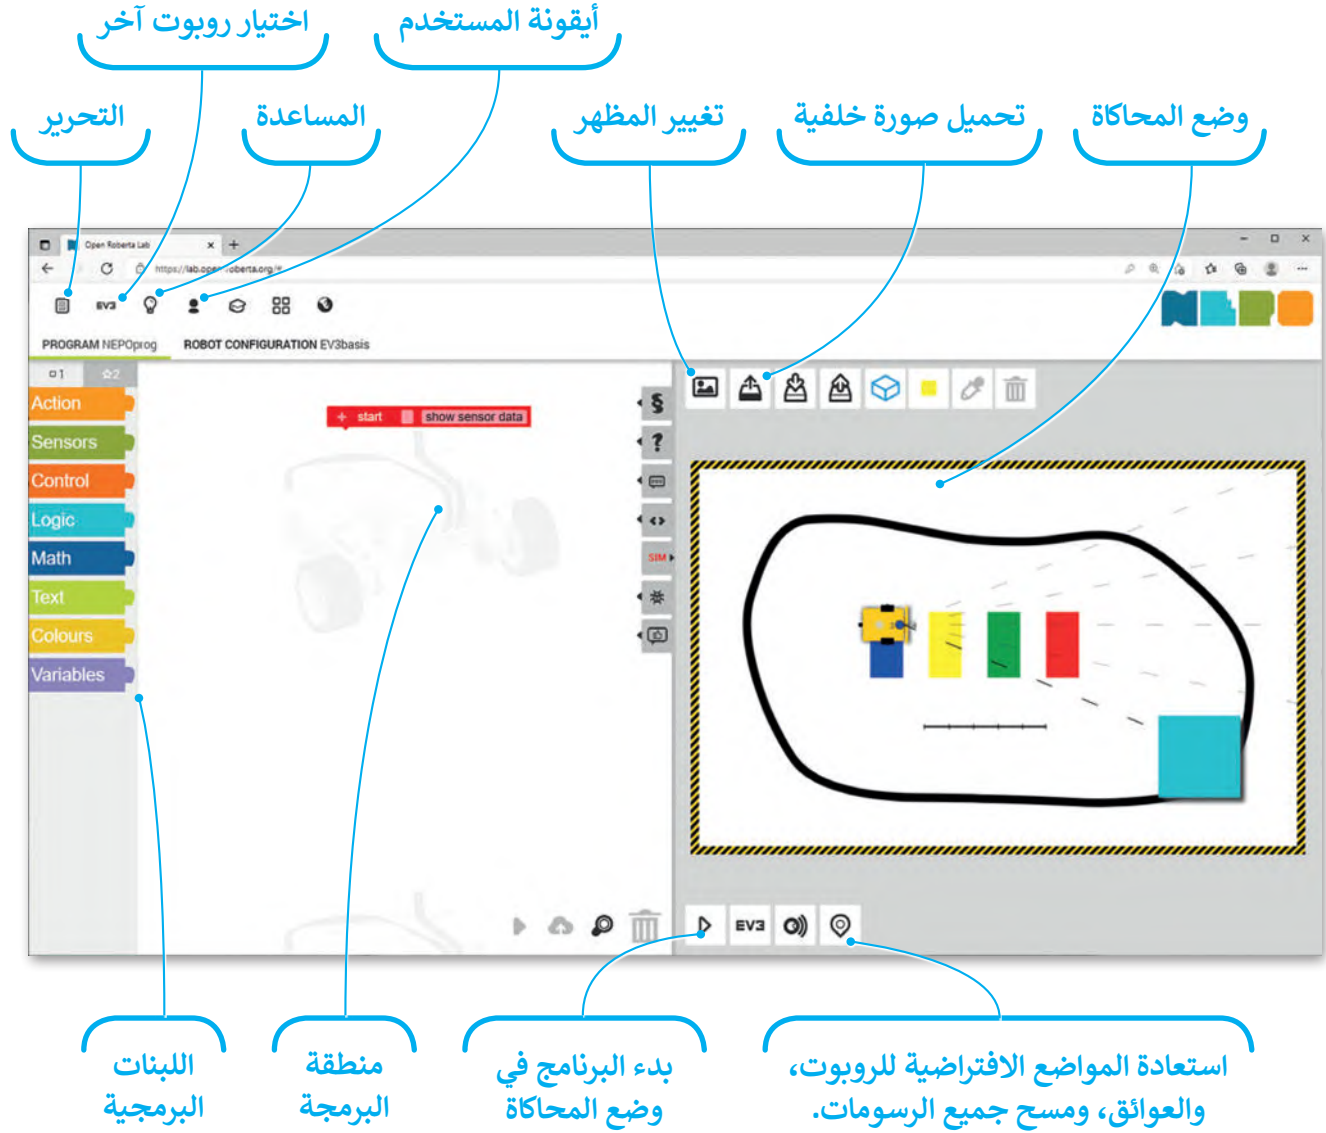 أيقونة المستخدم
اختيار روبوت آخر
وضع المحاكاة
تحميل صورة خلفية
تغيير المظهر
المساعدة
التحرير
Open Roberta Lab
EV3
PROGRAM NEPOprog
ROBOT CONFIGURATION EV3basis
1
2
Action
Sensors
Control
Logic
Math
Text
Colours
Variables
+ start show sensor data
SIM
EV3
استعادة المواضع الافتراضية للروبوت،
والعوائق، ومسح جميع الرسومات.
بدء البرنامج في
وضع المحاكاة
منطقة
البرمجة
اللبنات
البرمجية